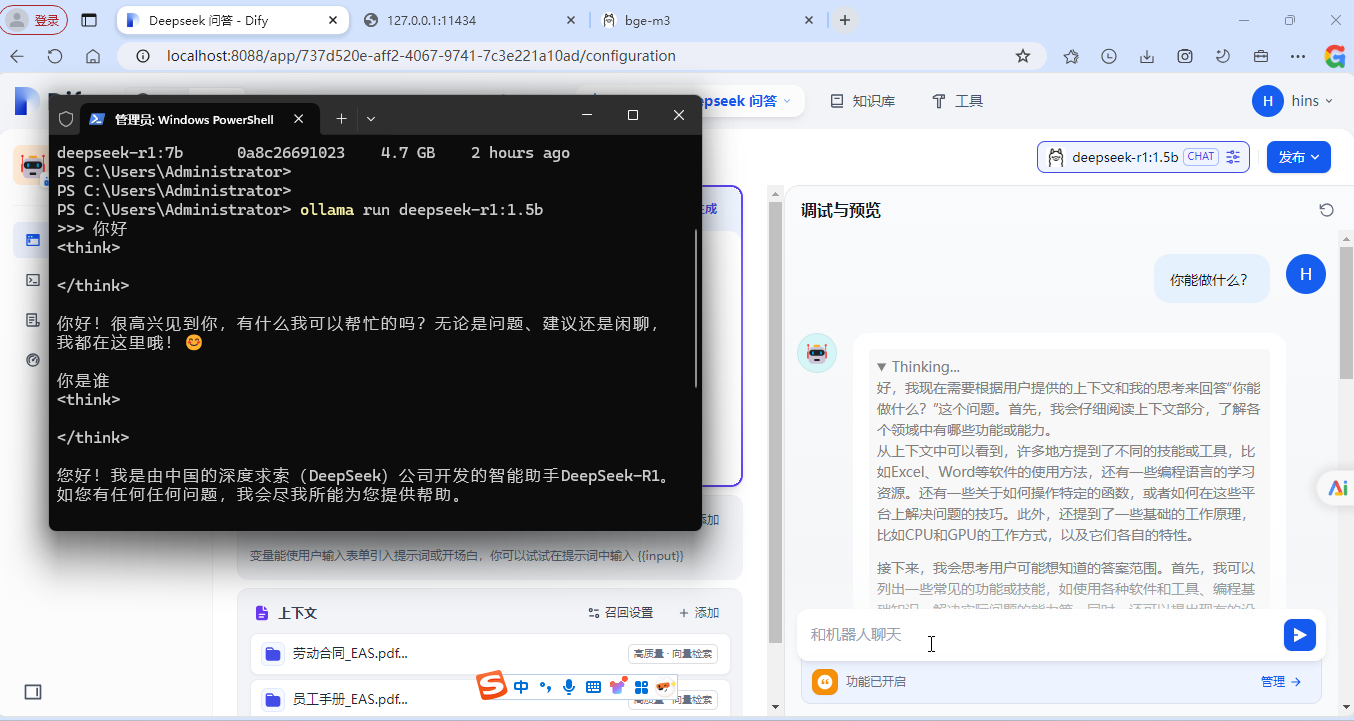 登录
Deepseek 问答 - Dify
127.0.0.1:11434
bge-m3
localhost:8088/app/737d520e-aff2-4067-9741-7c3e221a10ad/configuration
epseek 问答
知识库
工具
H
hins
管理员: Windows PowerShell
deepseek-r1:7b 0a8c26691023 4.7 GB 2 hours ago
PS C:\Users\Administrator>
PS C:\Users\Administrator>
PS C:\Users\Administrator> ollama run deepseek-r1:1.5b
>>> 你好
<think>
</think>
你好！很高兴见到你，有什么我可以帮忙的吗？无论是问题、建议还是闲聊，
我都在这里哦！😊
你是谁
<think>
</think>
您好！我是由中国的深度求索（DeepSeek）公司开发的智能助手DeepSeek-R1。
如您有任何任何问题，我会尽我所能为您提供帮助。
deepseek-r1:1.5b
CHAT
发布
成
添加
变量能使用户输入表单引入提示词或开场白，你可以试试在提示词中输入 {{input}}
上下文
召回设置
+ 添加
劳动合同_EAS.pdf...
高质量 · 向量检索
员工手册_EAS.pdf...
高质量 · 向量检索
中
调试与预览
你能做什么？
H
▼ Thinking...
好，我现在需要根据用户提供的上下文和我的思考来回答“你能
做什么？”这个问题。首先，我会仔细阅读上下文部分，了解各
个领域中有哪些功能或能力。
从上下文中可以看到，许多地方提到了不同的技能或工具，比
如Excel、Word等软件的使用方法，还有一些编程语言的学习
资源。还有一些关于如何操作特定的函数，或者如何在这些平
台上解决问题的技巧。此外，还提到了一些基础的工作原理，
比如CPU和GPU的工作方式，以及它们各自的特性。
接下来，我会思考用户可能想知道的答案范围。首先，我可以
列出一些常见的功能或技能，如使用各种软件和工具、编程基
础知识、解决实际问题的能力等。同时，还可以提出现有的设
和机器人聊天
功能已开启
管理 →
Ai